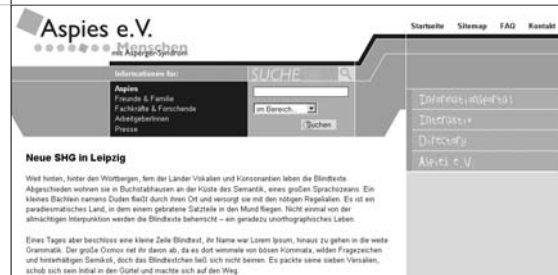 Aspies e.V.
Menschen
mit Asperger-Syndrom
Startseite Sitemap FAQ Kontakt
Informationen für:
Aspies
Freunde & Familie
Fachkräfte & Forschende
ArbeitgeberInnen
Presse
SUCHE
im Bereich...
Suchen
Informationsportal
Interaktiv
Directory
Aspies e.V.
Neue SHG in Leipzig
Weit hinten, hinter den Wortbergen, fern der Länder Vokalien und Konsonantien leben die Blindtexte.
Abgeschieden wohnen sie in Buchstabhausen an der Küste des Semantik, eines großen Sprachozeans. Ein
kleines Bächlein namens Duden fließt durch ihren Ort und versorgt sie mit den nötigen Regelialien. Es ist ein
paradiesmatisches Land, in dem einem gebratene Satzteile in den Mund fliegen. Nicht einmal von der
allmächtigen Interpunktion werden die Blindtexte beherrscht – ein geradezu unorthographisches Leben.
Eines Tages aber beschloss eine kleine Zeile Blindtext, ihr Name war Lorem Ipsum, hinaus zu gehen in die weite
Grammatik. Der große Oxmox riet ihr davon ab, da es dort wimmele von bösen Kommata, wilden Fragezeichen
und hinterhältigen Semikoli, doch das Blindtextchen ließ sich nicht beirren. Es packte seine sieben Versalien,
schob sich sein Initial in den Gürtel und machte sich auf den Weg.